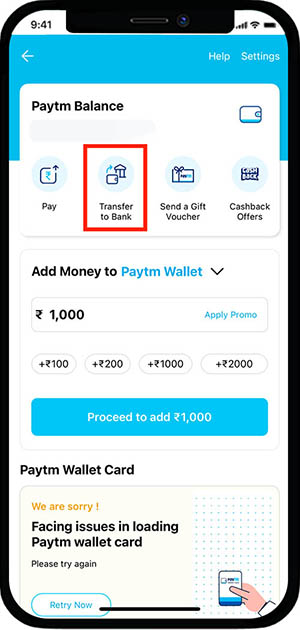 9:41
Help Settings
Paytm Balance
Pay
Transfer
to Bank
Send a Gift
Voucher
CASH
BACK
Cashback
Offers
Add Money to Paytm Wallet
₹ 1,000 Apply Promo
+₹100 +₹200 +₹1000 +₹2000
Proceed to add ₹1,000
Paytm Wallet Card
We are sorry !
Facing issues in loading
Paytm wallet card
Please try again
Retry Now